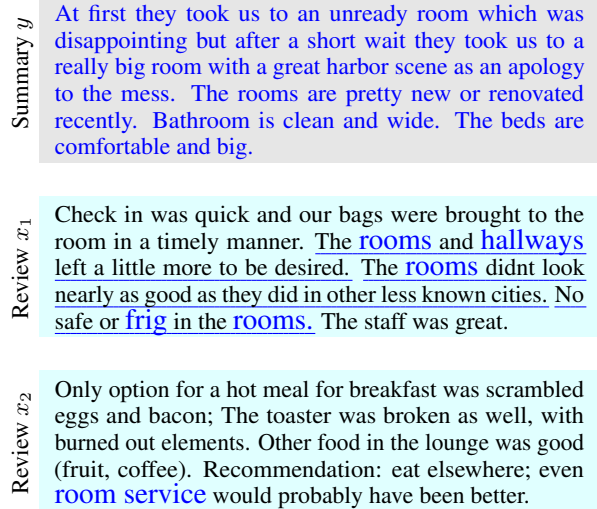 Summary y
At first they took us to an unready room which was
disappointing but after a short wait they took us to a
really big room with a great harbor scene as an apology
to the mess. The rooms are pretty new or renovated
recently. Bathroom is clean and wide. The beds are
comfortable and big.
Review x1
Check in was quick and our bags were brought to the
room in a timely manner. The rooms and hallways
left a little more to be desired. The rooms didnt look
nearly as good as they did in other less known cities. No
safe or frig in the rooms. The staff was great.
Review x2
Only option for a hot meal for breakfast was scrambled
eggs and bacon; The toaster was broken as well, with
burned out elements. Other food in the lounge was good
(fruit, coffee). Recommendation: eat elsewhere; even
room service would probably have been better.